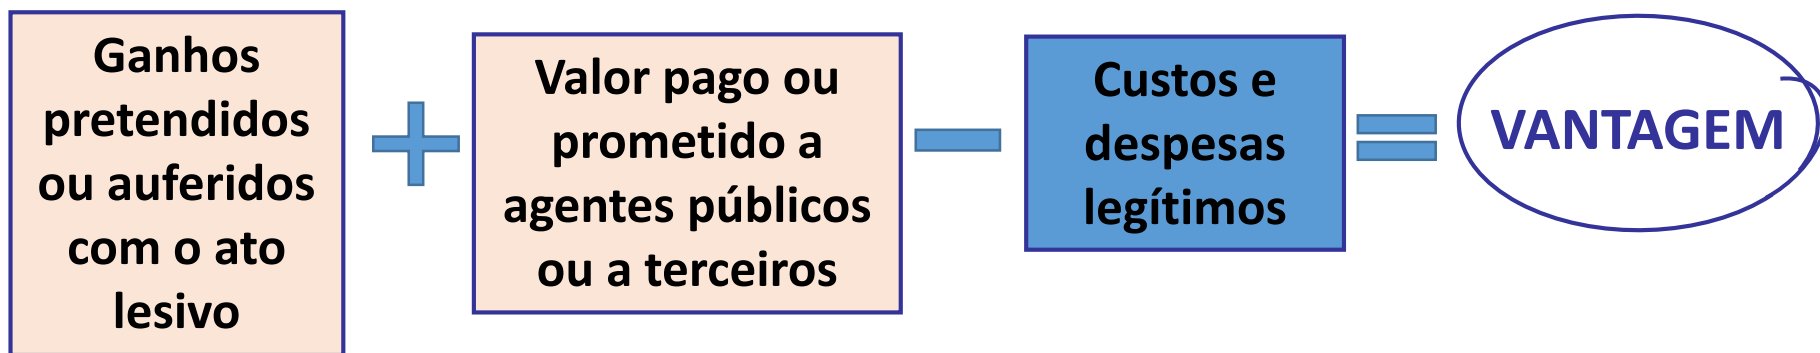 Ganhos
pretendidos
ou auferidos
com o ato
lesivo
Valor pago ou
prometido a
agentes públicos
ou a terceiros
Custos e
despesas
legítimos
VANTAGEM